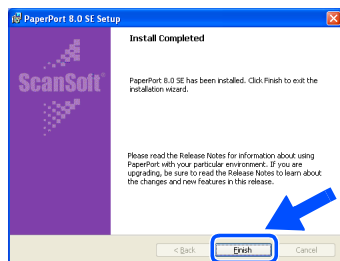 PaperPort 8.0 SE Setup
Install Completed
ScanSoft®
PaperPort 8.0 SE has been installed. Click Finish to exit the
installation wizard.
Please read the Release Notes for information about using
PaperPort with your particular environment. If you are
upgrading, be sure to read the Release Notes to learn about
the changes and new features in this release.
< Back
Finish
Cancel